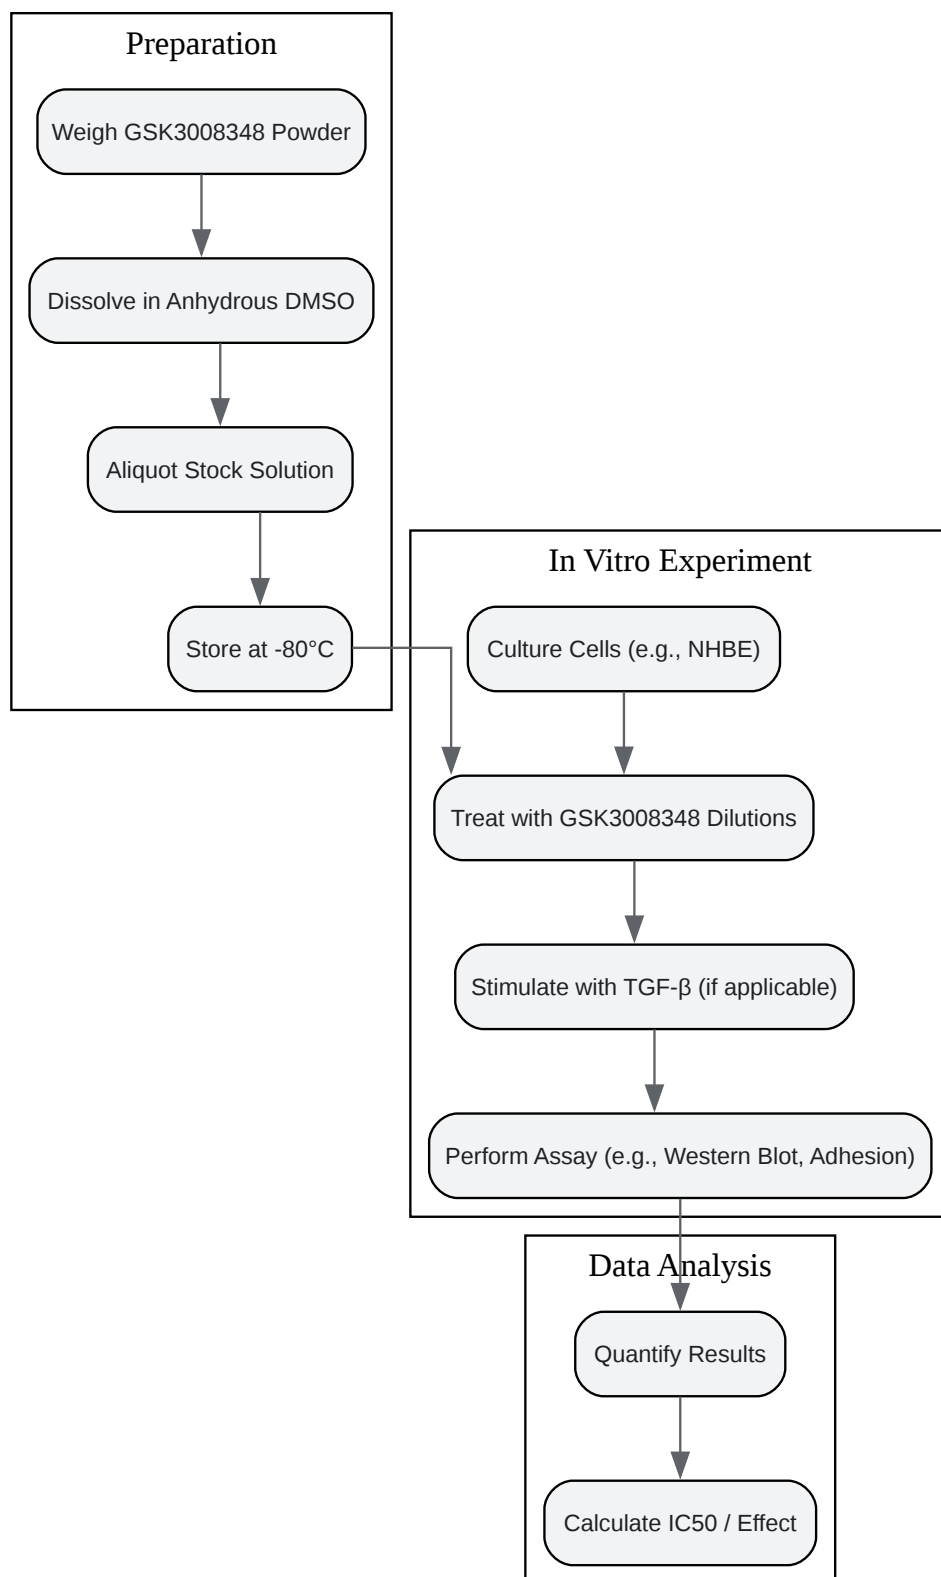 Preparation
Weigh GSK3008348 Powder
Dissolve in Anhydrous DMSO
Aliquot Stock Solution
Store at -80°C
In Vitro Experiment
Culture Cells (e.g., NHBE)
Treat with GSK3008348 Dilutions
Stimulate with TGF-β (if applicable)
Perform Assay (e.g., Western Blot, Adhesion)
Data Analysis
Quantify Results
Calculate IC50 / Effect